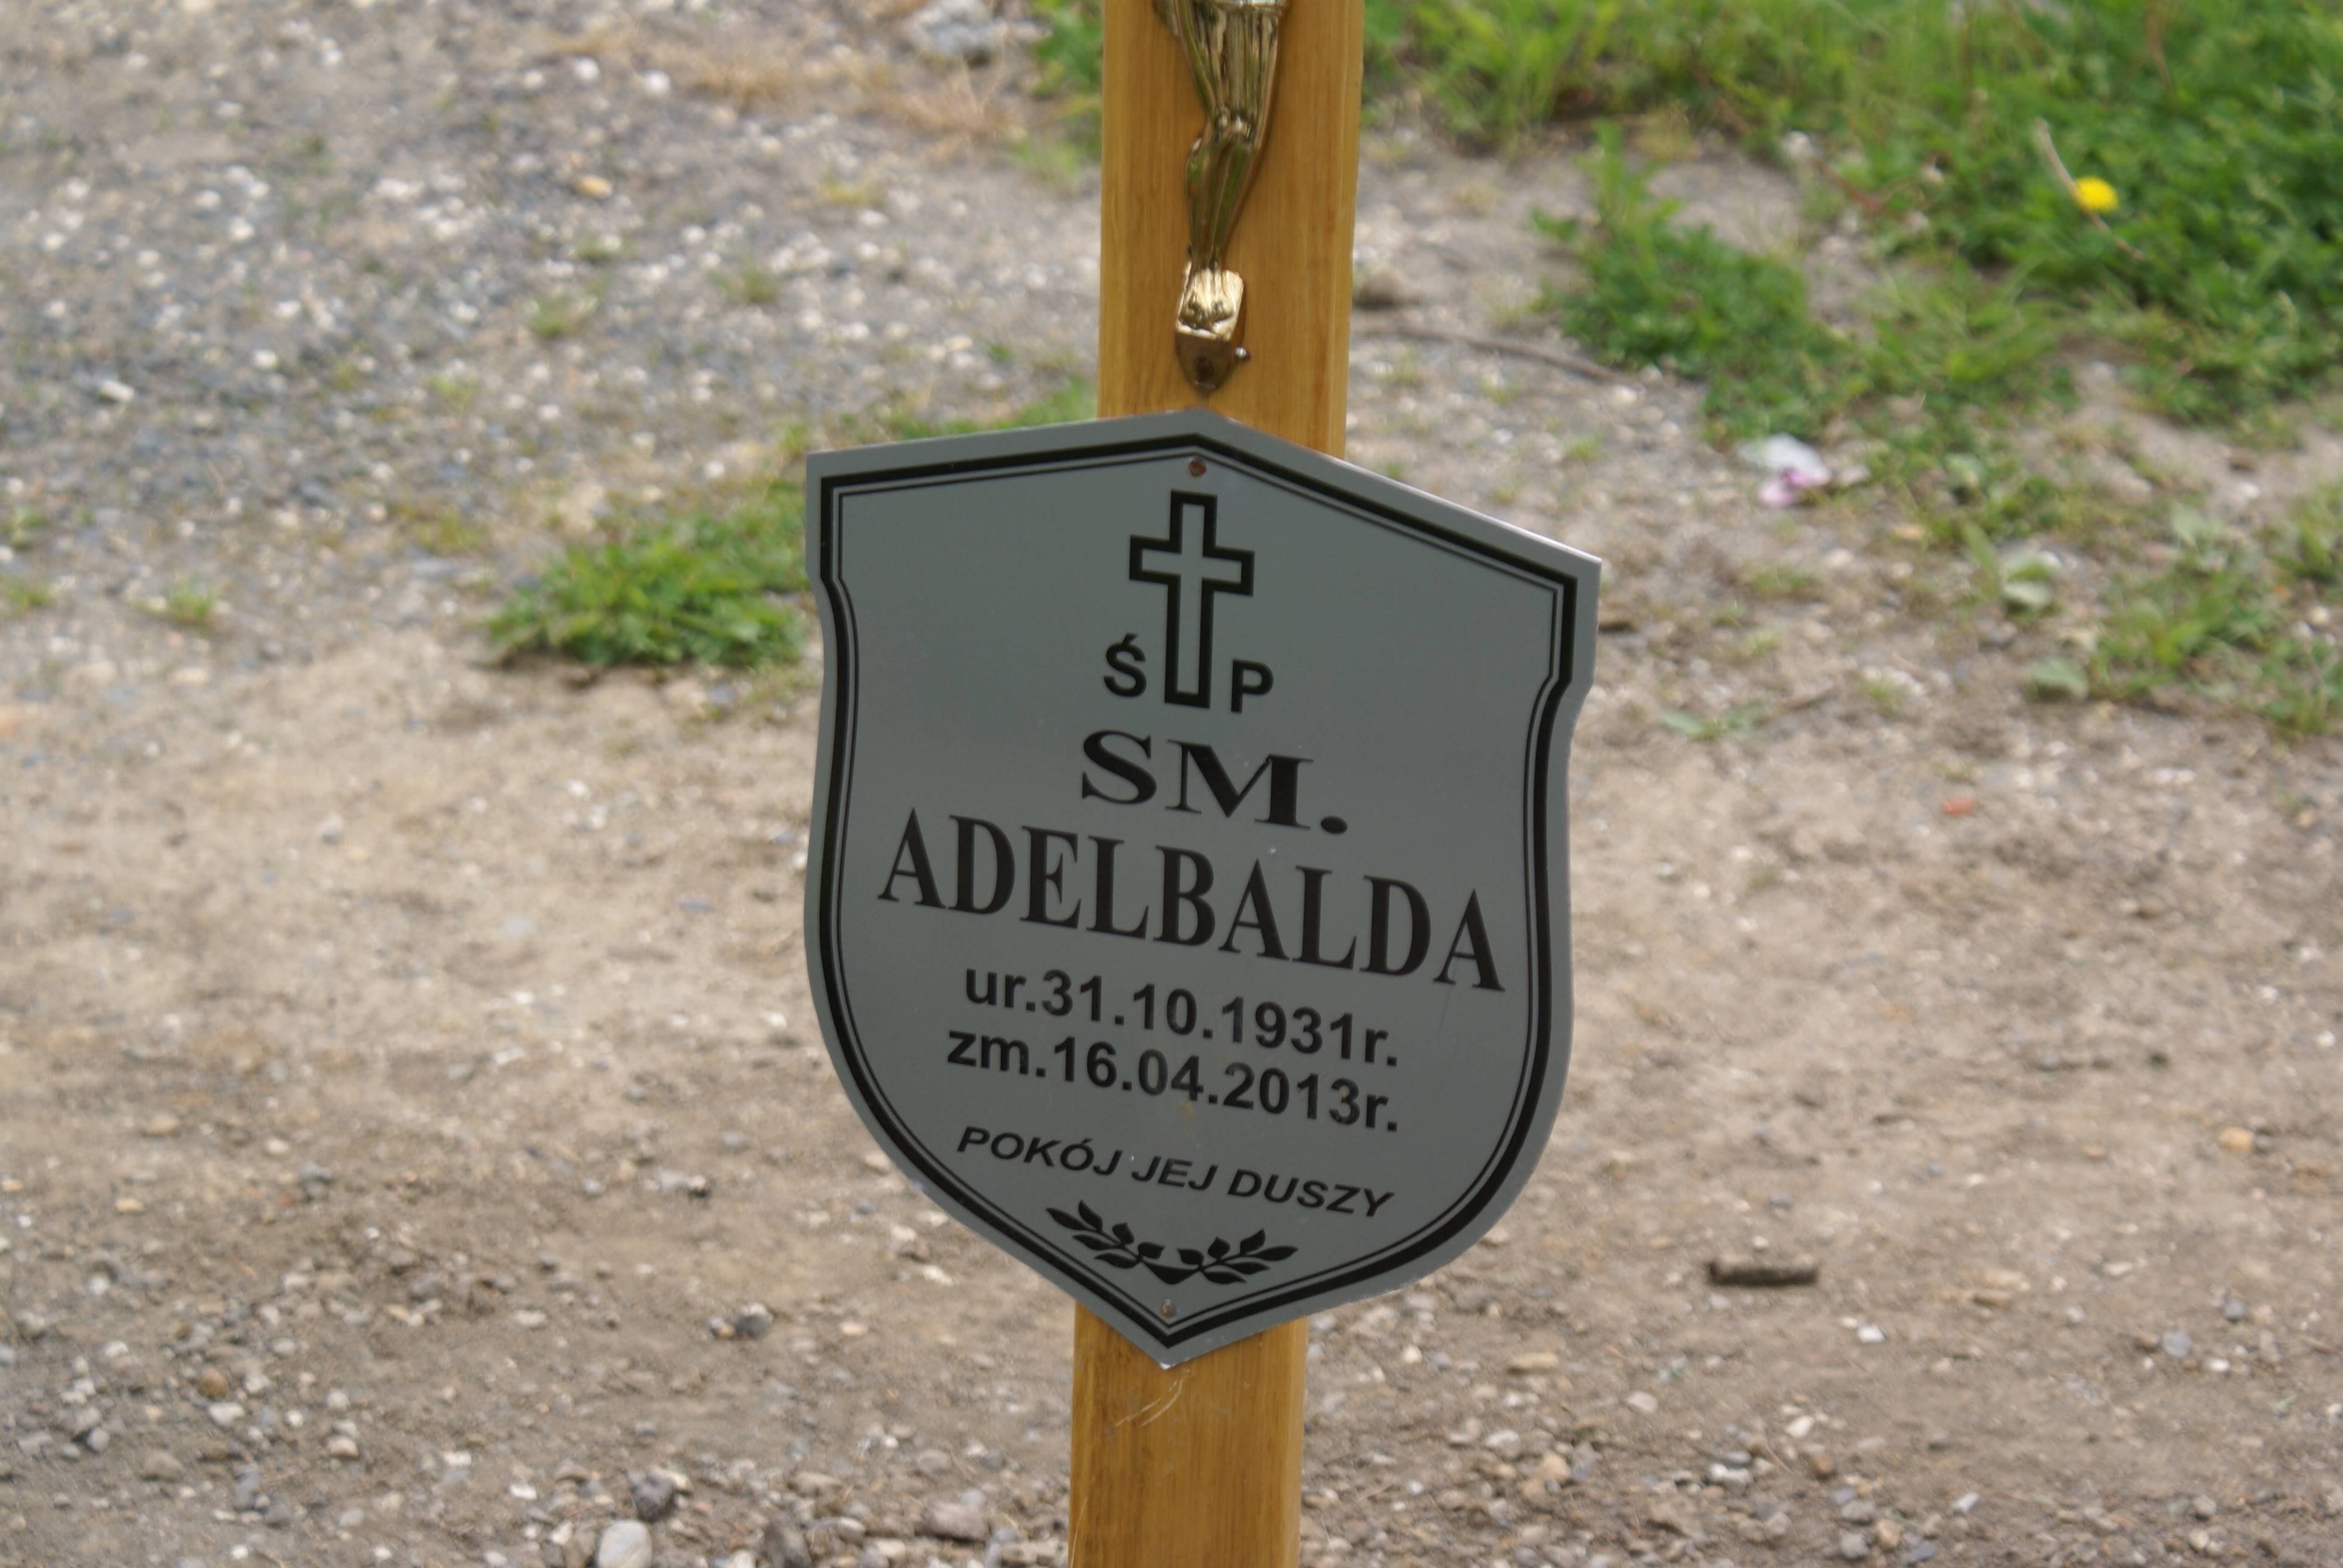 Ś P
SM.
ADELBALDA
ur.31.10.1931r.
zm.16.04.2013r.
POKÓJ JEJ DUSZY